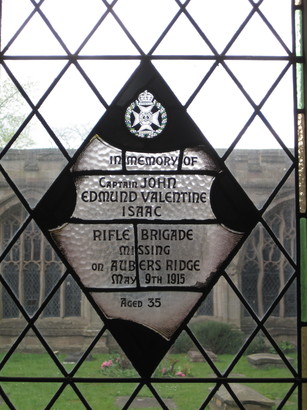 IN MEMORY OF
CAPTAIN JOHN
EDMUND VALENTINE
ISAAC
RIFLE BRIGADE
MISSING
ON AUBERS RIDGE
MAY 9TH 1915
AGED 35